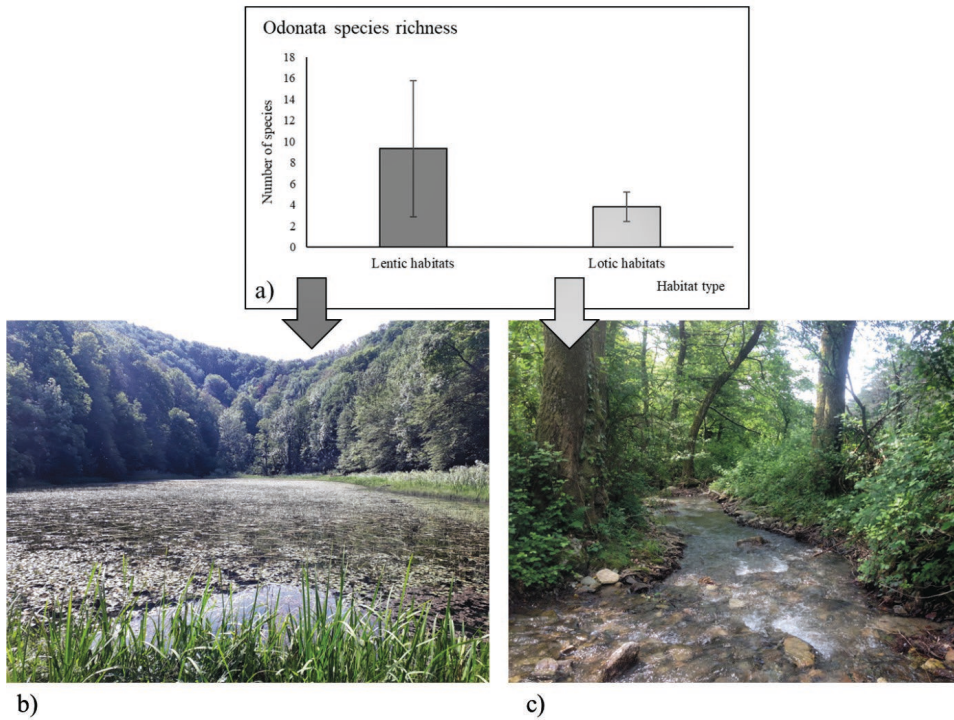 Odonata species richness
Number of species
18
16
14
12
10
8
6
4
2
0
Lentic habitats
Lotic habitats
Habitat type
a)
b)
c)